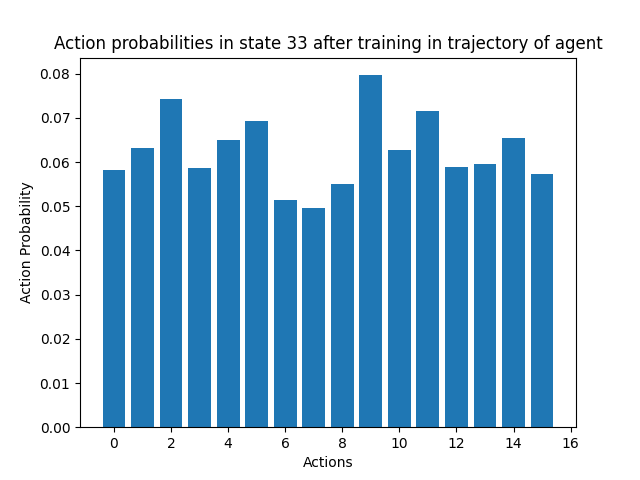 Action probabilities in state 33 after training in trajectory of agent
0.08
0.07
0.06
0.05
0.04
0.03
0.02
0.01
0.00
Action Probability
0 2 4 6 8 10 12 14 16
Actions